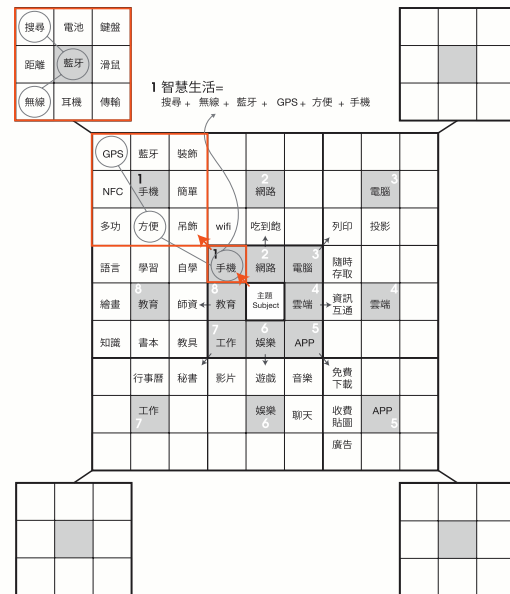 搜尋 電池 鍵盤
距離 藍牙 滑鼠
無線 耳機 傳輸
1 智慧生活=
搜尋 + 無線 + 藍牙 + GPS + 方便 + 手機
GPS 藍牙 裝飾
1 2 3
NFC 手機 簡單 網路 電腦
多功 方便 吊飾 wifi 吃到飽 列印 投影
1 2 3
語言 學習 自學 手機 網路 電腦 隨時
存取
8 8 4 4
繪畫 教育 師資 教育 主題
Subject 雲端 資訊
互通 雲端
7 6 5
知識 書本 教具 工作 娛樂 APP
行事曆 秘書 影片 遊戲 音樂 免費
下載
工作 娛樂 聊天 收費
貼圖 APP
7 6 5
廣告